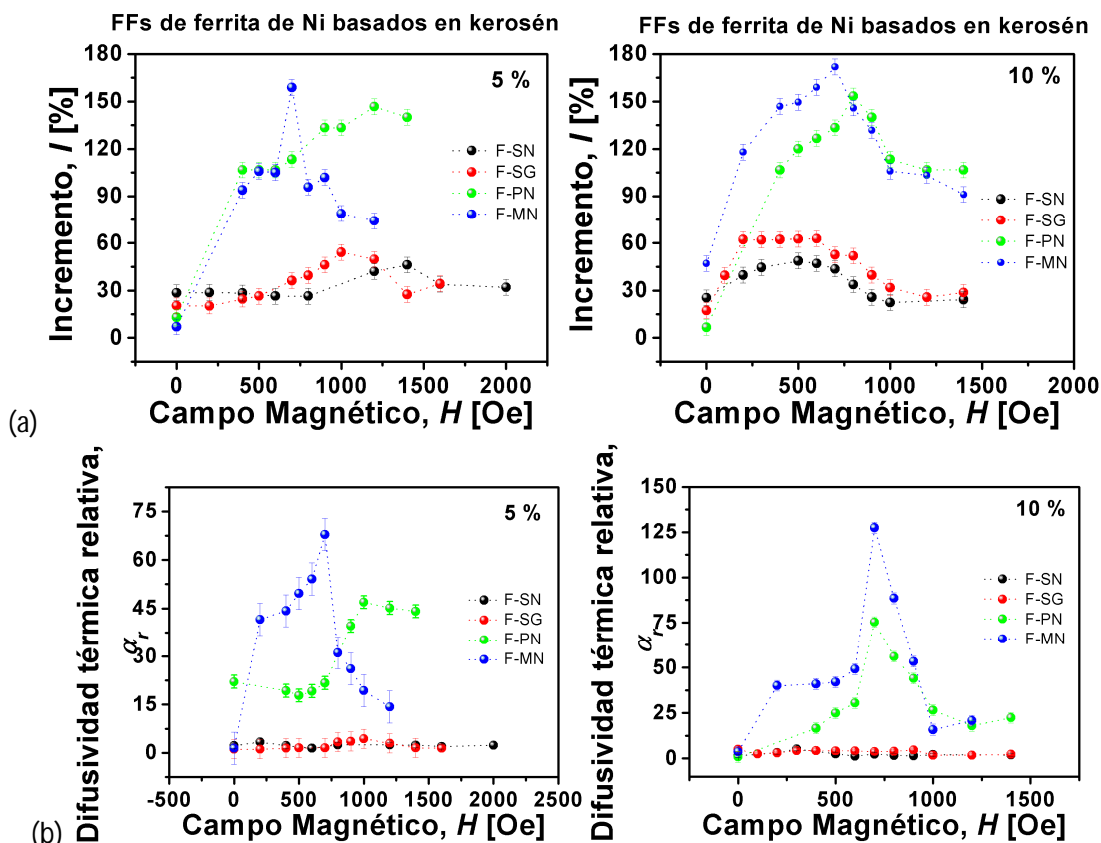 FFs de ferrita de Ni basados en kerosén
FFs de ferrita de Ni basados en kerosén
(a)
Incremento, I [%]
180
150
120
90
60
30
0
5 %
F-SN
F-SG
F-PN
F-MN
0
500
1000
1500
2000
Campo Magnético, H [Oe]
Incremento, I [%]
180
150
120
90
60
30
0
10 %
F-SN
F-SG
F-PN
F-MN
0
500
1000
1500
2000
Campo Magnético, H [Oe]
(b)
Difusividad térmica relativa,
αr
75
60
45
30
15
0
5 %
F-SN
F-SG
F-PN
F-MN
-500
0
500
1000
1500
2000
2500
Campo Magnético, H [Oe]
Difusividad térmica relativa,
αr
150
125
100
75
50
25
0
10 %
F-SN
F-SG
F-PN
F-MN
0
500
1000
1500
Campo Magnético, H [Oe]